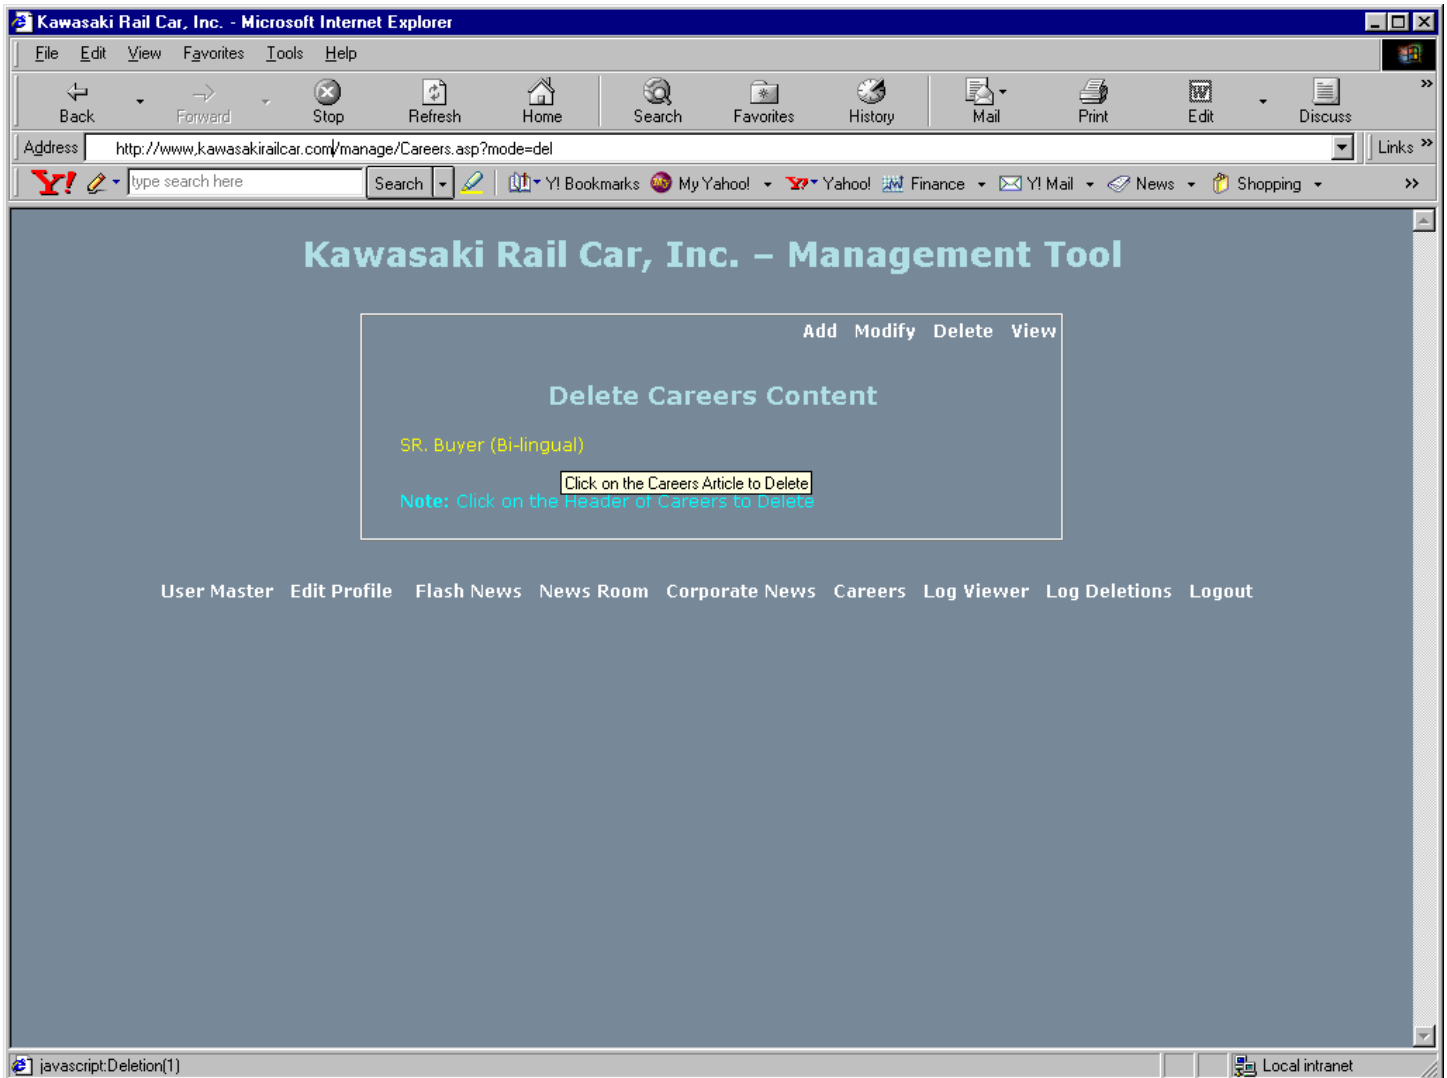 Kawasaki Rail Car, Inc. - Microsoft Internet Explorer
File Edit View Favorites Tools Help
Back Forward Stop Refresh Home Search Favorites History Mail Print Edit Discuss »
Address http://www,kawasakirailcar.com/manage/Careers.asp?mode=del Links »
Y! type search here Search Y! Bookmarks My Yahoo! Yahoo! Finance Y! Mail News Shopping »
Kawasaki Rail Car, Inc. – Management Tool
Add Modify Delete View
Delete Careers Content
SR. Buyer (Bi-lingual)
Click on the Careers Article to Delete
Note: Click on the Header of Careers to Delete
User Master Edit Profile Flash News News Room Corporate News Careers Log Viewer Log Deletions Logout
javascript:Deletion(1) Local intranet